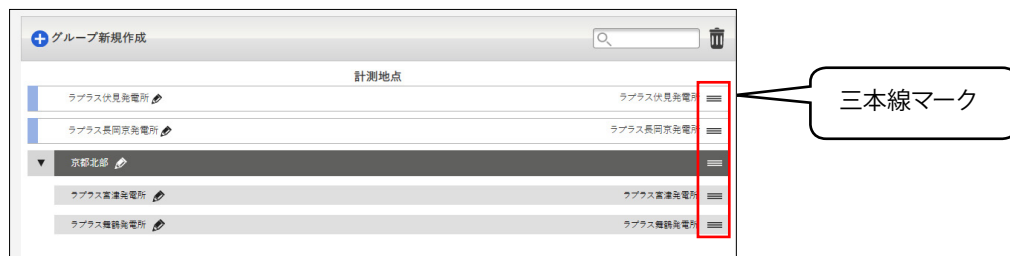 グループ新規作成
計測地点
ラプラス伏見発電所 ラプラス伏見発電所
ラプラス長岡京発電所 ラプラス長岡京発電所
▼ 京都北部
ラプラス宮津発電所 ラプラス宮津発電所
ラプラス舞鶴発電所 ラプラス舞鶴発電所
三本線マーク